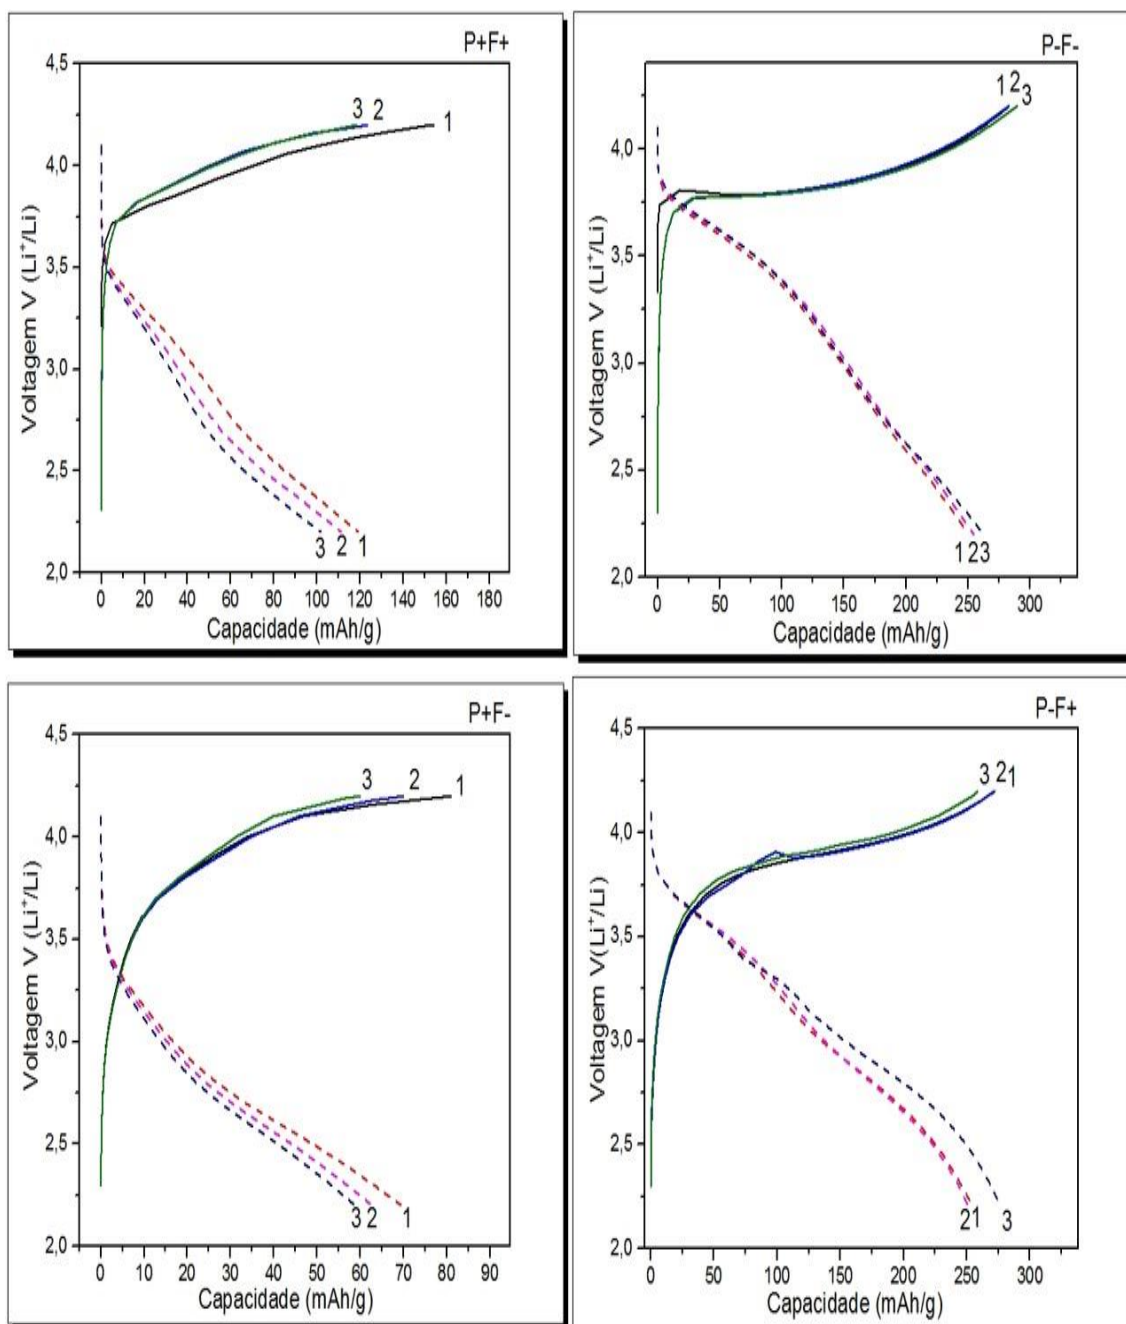 P+F+
4,5
4,0
3,5
3,0
2,5
2,0
Voltagem V (Li⁺/Li)
3 2 1
3 2 1
0 20 40 60 80 100 120 140 160 180
Capacidade (mAh/g)
P-F-
4,0
3,5
3,0
2,5
2,0
Voltagem V (Li⁺/Li)
1 2 3
1 2 3
0 50 100 150 200 250 300
Capacidade (mAh/g)
P+F-
4,5
4,0
3,5
3,0
2,5
2,0
Voltagem V (Li⁺/Li)
3 2 1
3 2 1
0 10 20 30 40 50 60 70 80 90
Capacidade (mAh/g)
P-F+
4,5
4,0
3,5
3,0
2,5
2,0
Voltagem V(Li⁺/Li)
3 2 1
2 1 3
0 50 100 150 200 250 300
Capacidade (mAh/g)